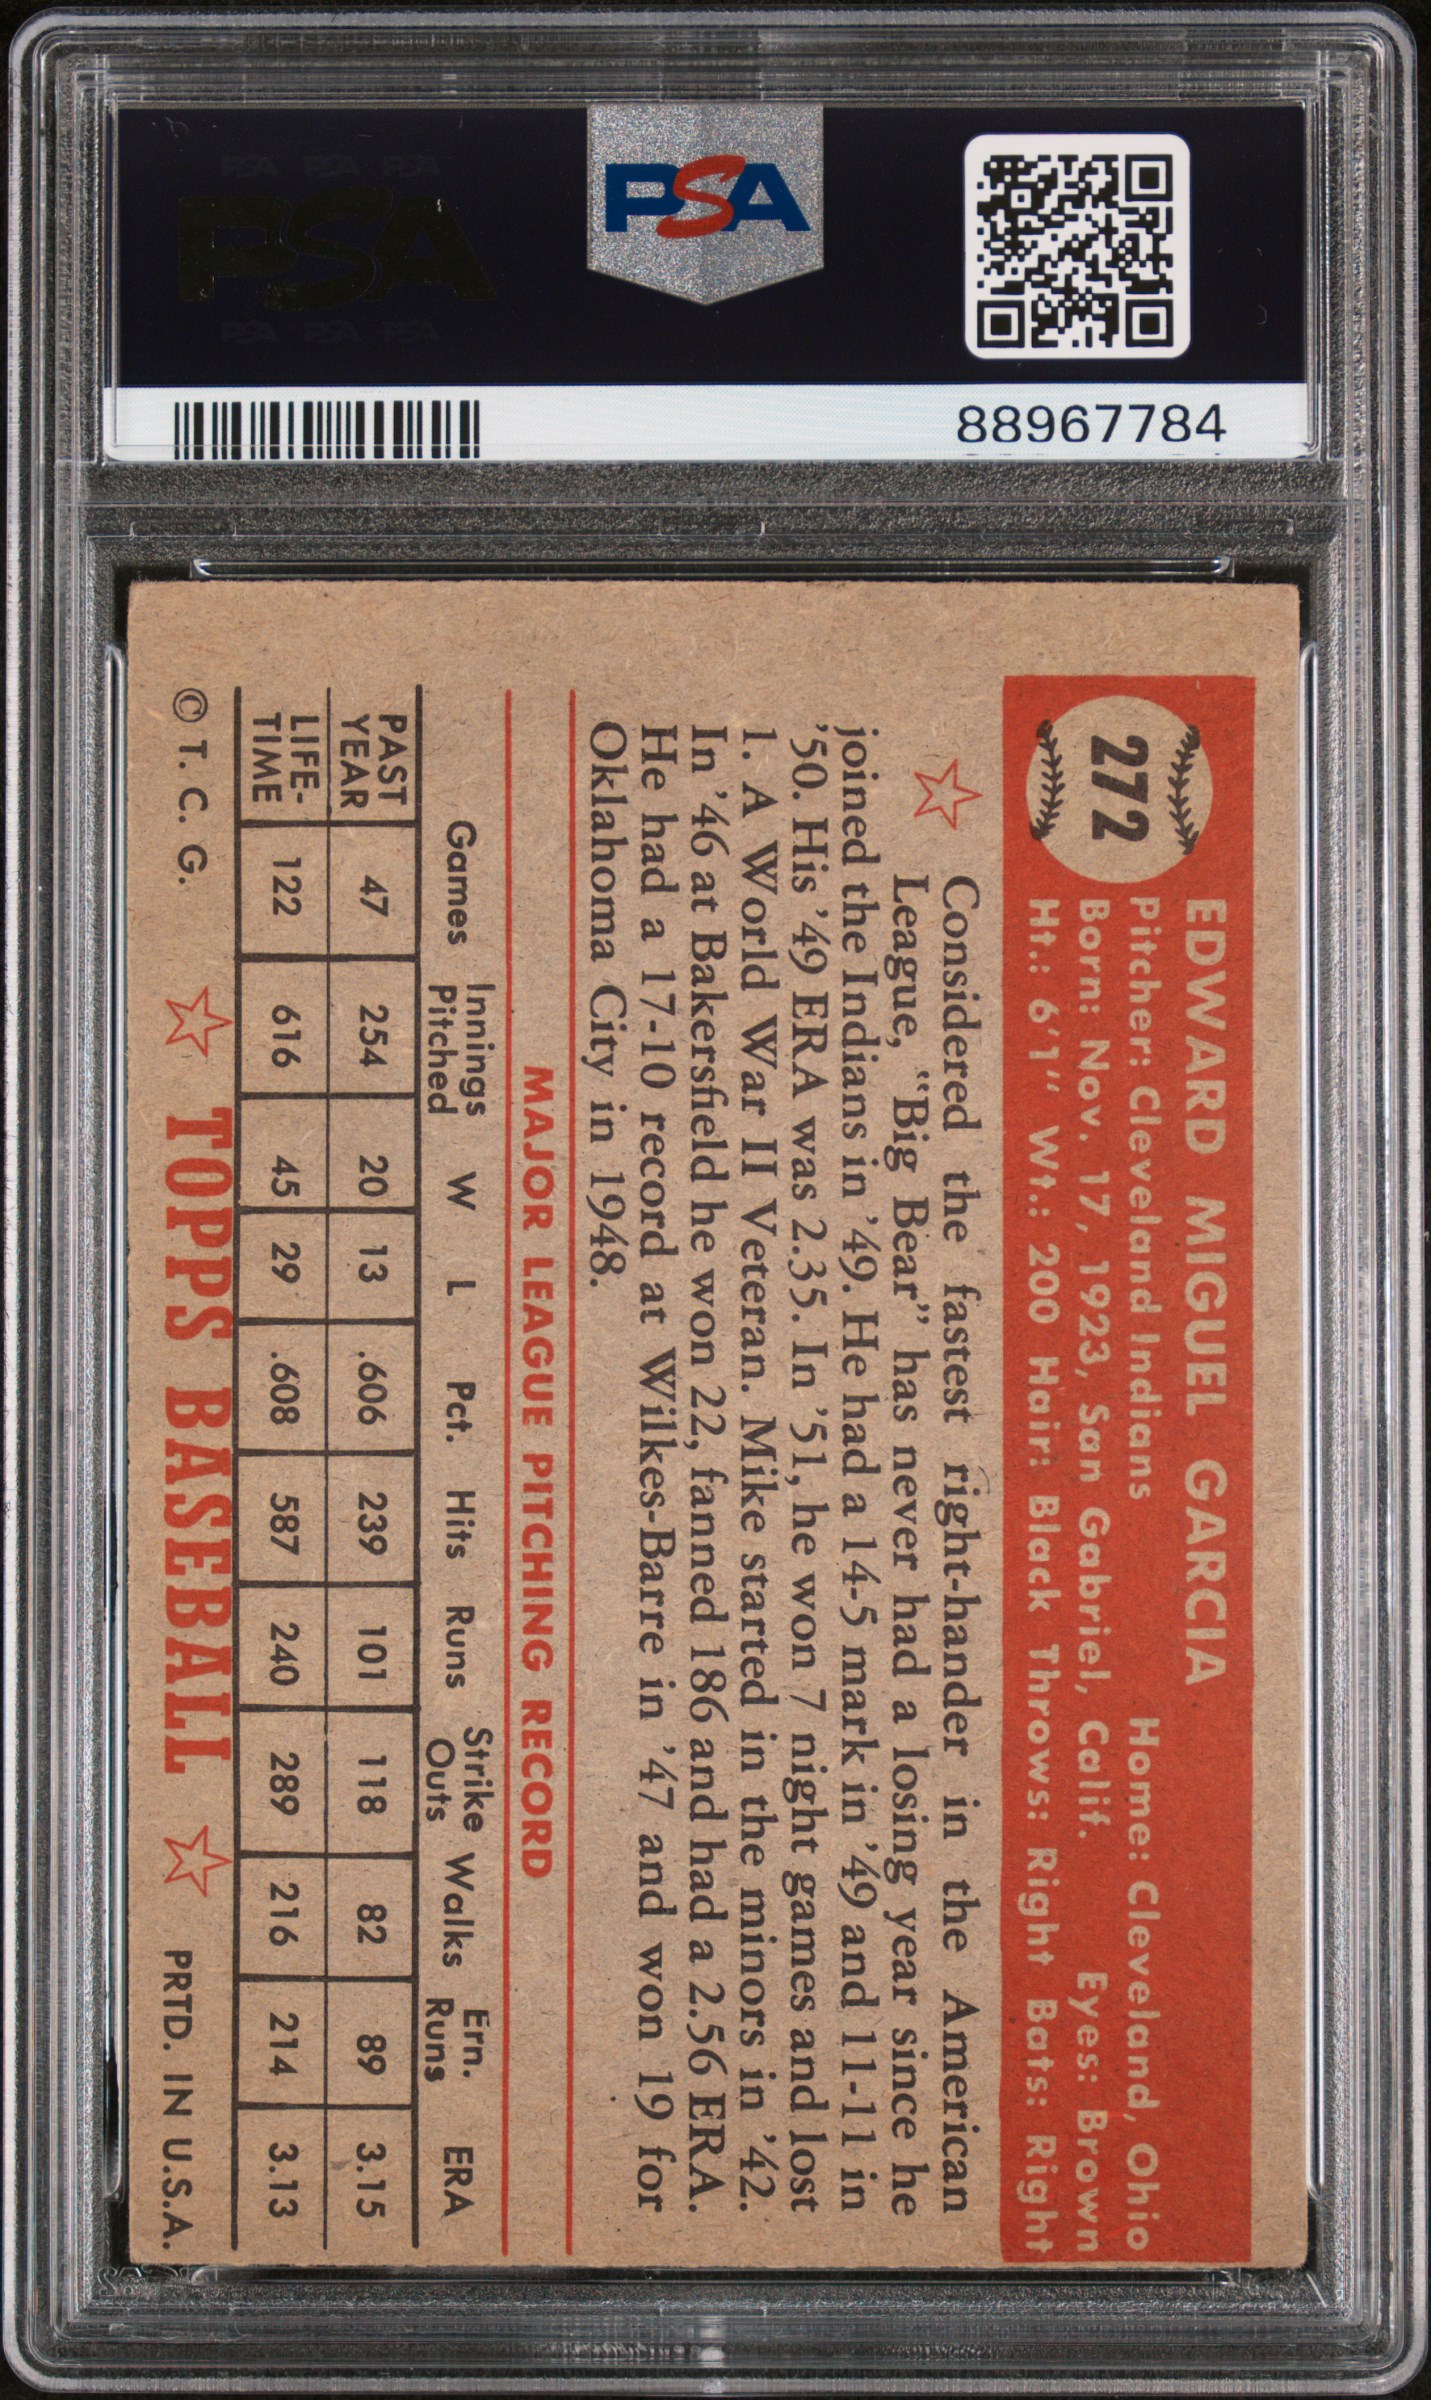 PSA PSA PSA
PSA
PSA PSA PSA
PSA
88967784
272
EDWARD MIGUEL GARCIA
Pitcher: Cleveland Indians Home: Cleveland, Ohio
Born: Nov. 17, 1923, San Gabriel, Calif. Eyes: Brown
Ht.: 6'1" Wt.: 200 Hair: Black Throws: Right Bats: Right
Considered the fastest right-hander in the American
League, "Big Bear" has never had a losing year since he
joined the Indians in '49. He had a 14-5 mark in '49 and 11-11 in
'50. His '49 ERA was 2.35. In '51, he won 7 night games and lost
1. A World War II Veteran. Mike started in the minors in '42.
In '46 at Bakersfield he won 22, fanned 186 and had a 2.56 ERA.
He had a 17-10 record at Wilkes-Barre in '47 and won 19 for
Oklahoma City in 1948.
MAJOR LEAGUE PITCHING RECORD
Games Innings Pitched W L Pct. Hits Runs Strike Outs Walks Ern. Runs ERA
PAST YEAR 47 254 20 13 .606 239 101 118 82 89 3.15
LIFE-TIME 122 616 45 29 .608 587 240 289 216 214 3.13
© T. C. G. TOPPS BASEBALL PRTD. IN U.S.A.